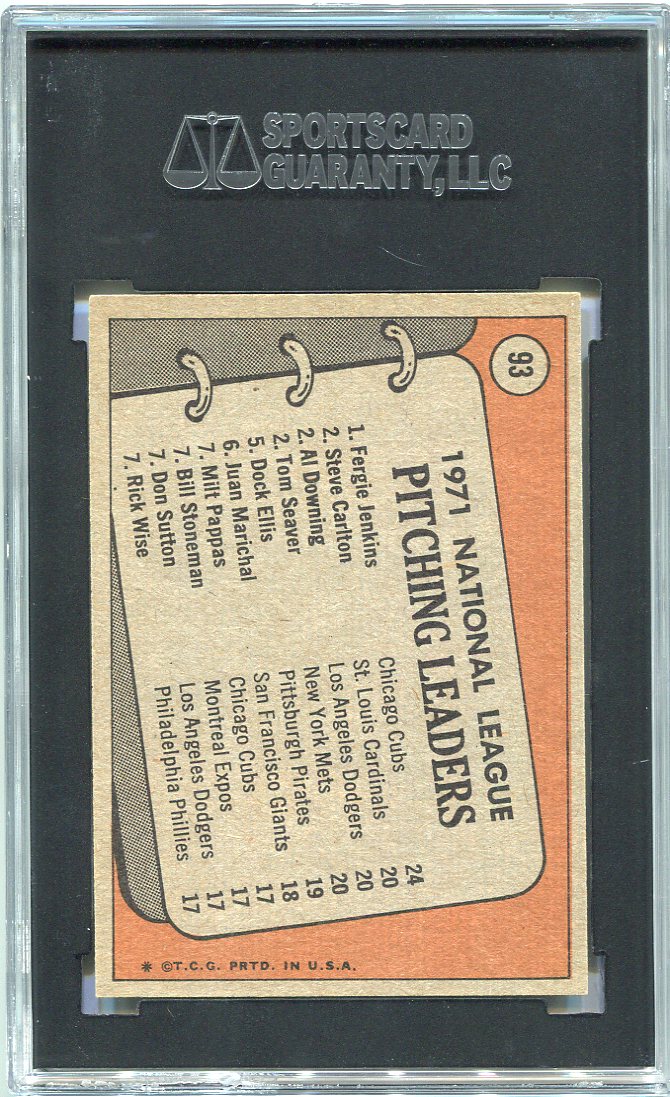 SPORTSCARD
GUARANTY, LLC
93
1971 NATIONAL LEAGUE
PITCHING LEADERS
1. Fergie Jenkins Chicago Cubs 24
2. Steve Carlton St. Louis Cardinals 20
2. Al Downing Los Angeles Dodgers 20
2. Tom Seaver New York Mets 20
5. Dock Ellis Pittsburgh Pirates 19
6. Juan Marichal San Francisco Giants 18
7. Milt Pappas Chicago Cubs 17
7. Bill Stoneman Montreal Expos 17
7. Don Sutton Los Angeles Dodgers 17
7. Rick Wise Philadelphia Phillies 17
* ©T.C.G. PRTD. IN U.S.A.